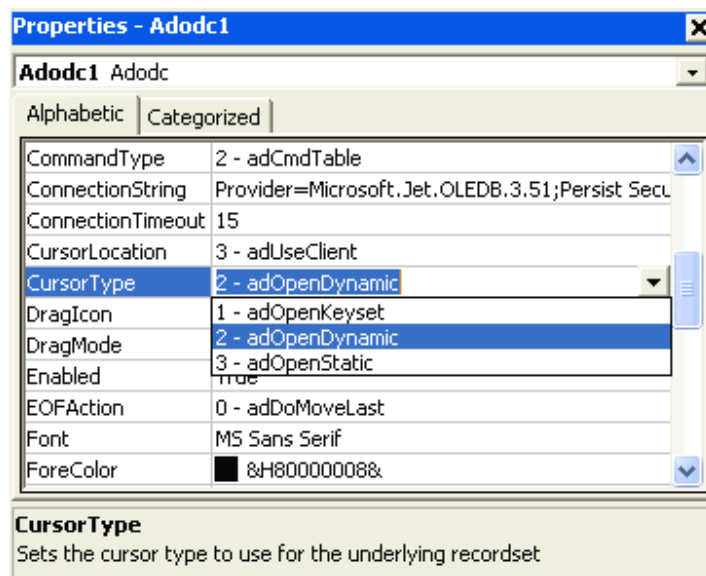 Properties - Adodc1
Adodc1 Adodc
Alphabetic Categorized
CommandType 2 - adCmdTable
ConnectionString Provider=Microsoft.Jet.OLEDB.3.51;Persist Secu
ConnectionTimeout 15
CursorLocation 3 - adUseClient
CursorType 2 - adOpenDynamic
DragIcon 1 - adOpenKeyset
2 - adOpenDynamic
DragMode
3 - adOpenStatic
Enabled True
EOFAction 0 - adDoMoveLast
Font MS Sans Serif
ForeColor &H80000008&
CursorType
Sets the cursor type to use for the underlying recordset